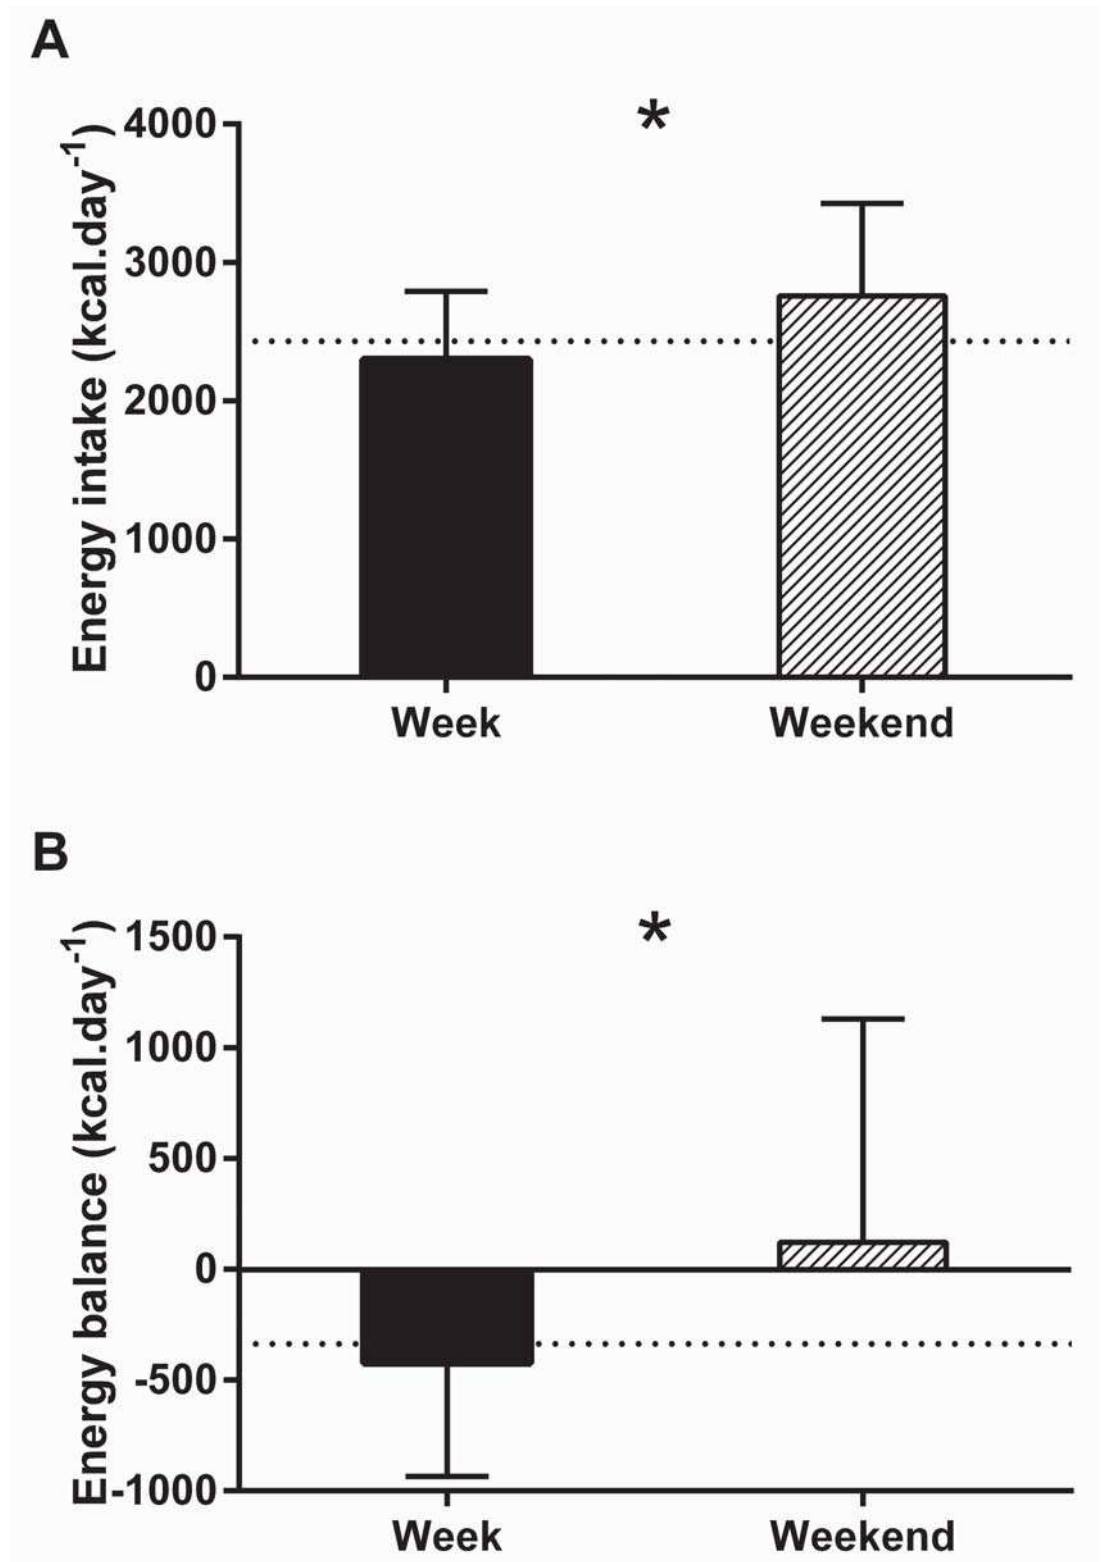 A
Energy intake (kcal.day-1)
4000
*
3000
2000
1000
0
Week Weekend
B
Energy balance (kcal.day-1)
1500
*
1000
500
0
-500
-1000
Week Weekend